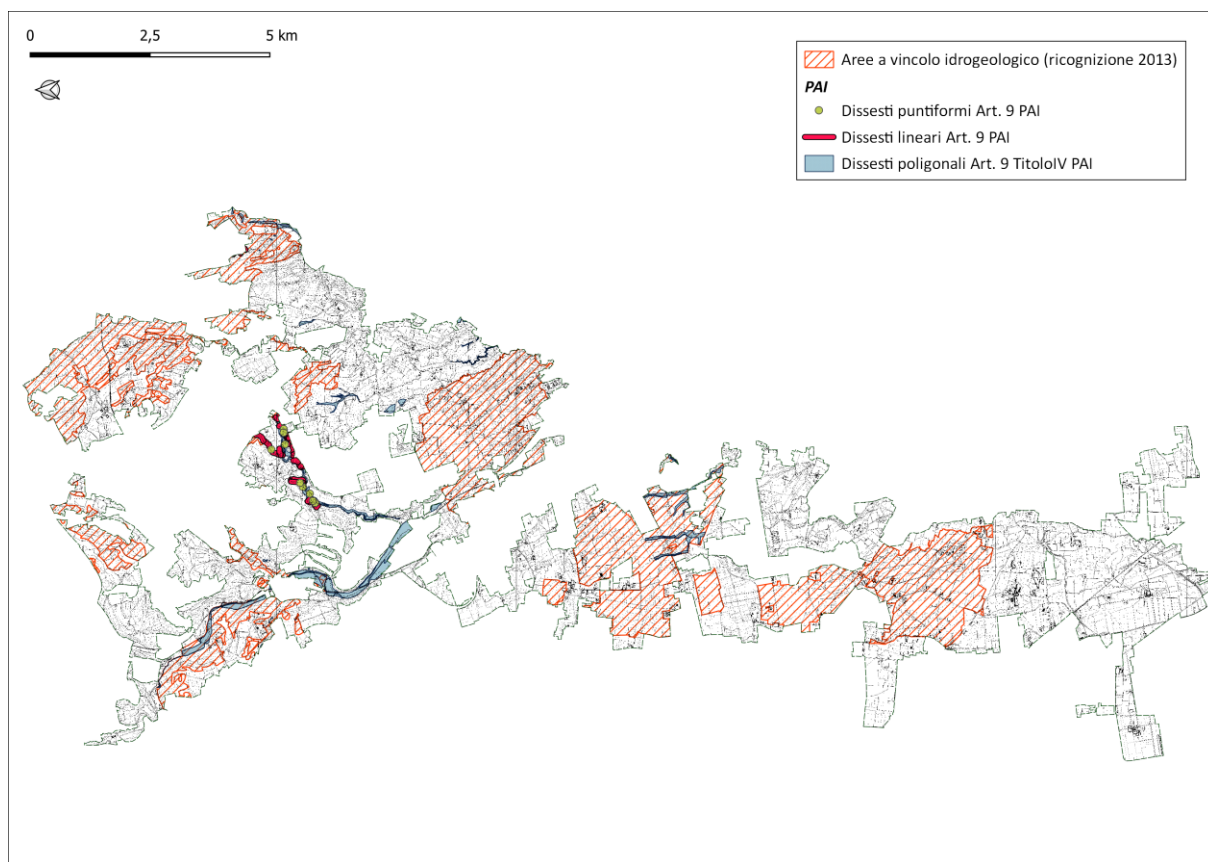 0 2,5 5 km
Aree a vincolo idrogeologico (ricognizione 2013)
PAI
Dissesti puntiformi Art. 9 PAI
Dissesti lineari Art. 9 PAI
Dissesti poligonali Art. 9 TitoloIV PAI